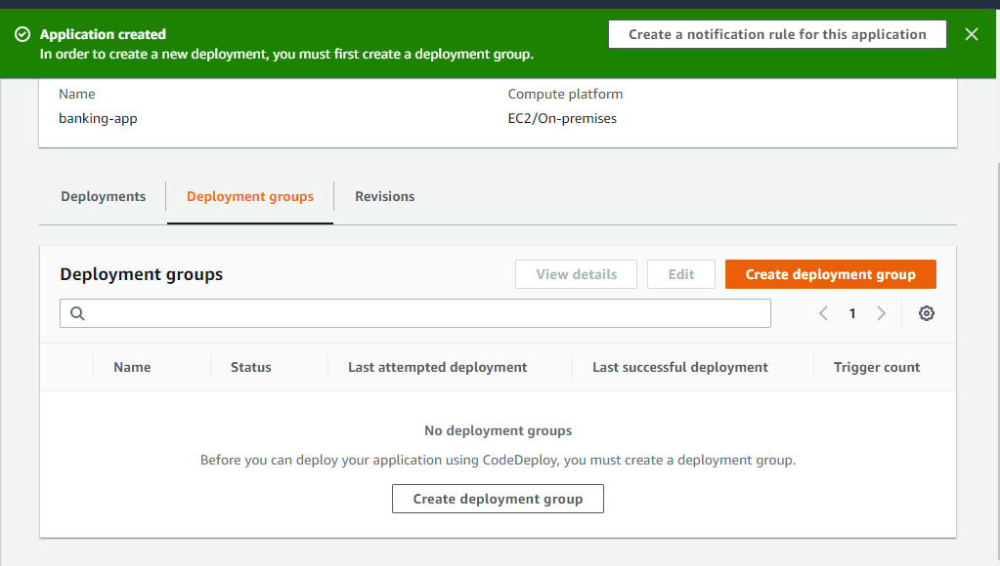 Application created
In order to create a new deployment, you must first create a deployment group.
Create a notification rule for this application
Name
Compute platform
banking-app
EC2/On-premises
Deployments
Deployment groups
Revisions
Deployment groups
View details
Edit
Create deployment group
1
Name
Status
Last attempted deployment
Last successful deployment
Trigger count
No deployment groups
Before you can deploy your application using CodeDeploy, you must create a deployment group.
Create deployment group